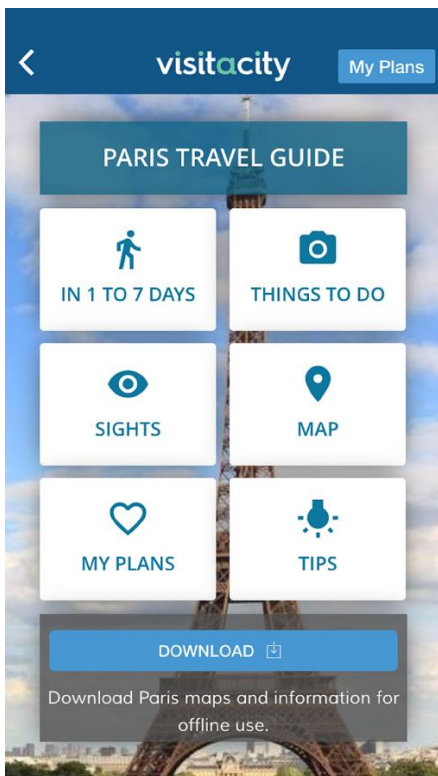 visitacity
My Plans
PARIS TRAVEL GUIDE
IN 1 TO 7 DAYS
THINGS TO DO
SIGHTS
MAP
MY PLANS
TIPS
DOWNLOAD
Download Paris maps and information for
offline use.